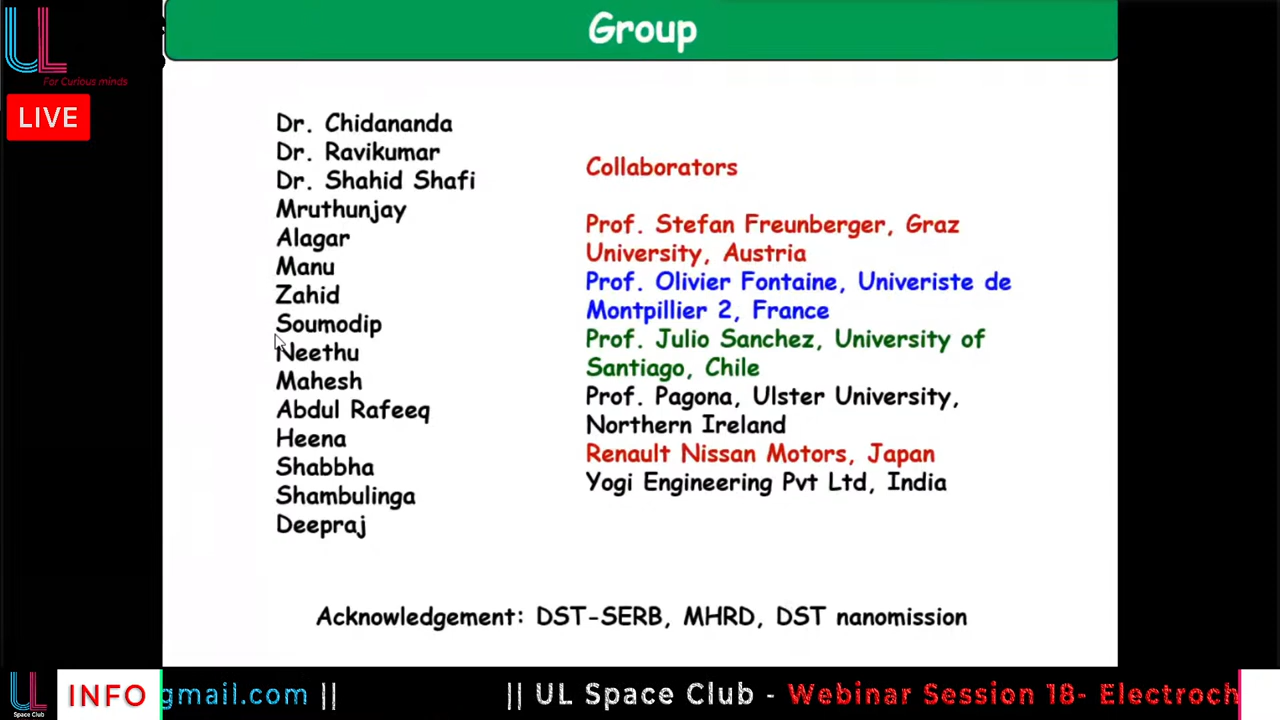 UL
For Curious minds
LIVE
Group
Dr. Chidananda
Dr. Ravikumar
Dr. Shahid Shafi
Mruthunjay
Alagar
Manu
Zahid
Soumodip
Neethu
Mahesh
Abdul Rafeeq
Heena
Shabbha
Shambulinga
Deepraj
Collaborators
Prof. Stefan Freunberger, Graz
University, Austria
Prof. Olivier Fontaine, Univeriste de
Montpillier 2, France
Prof. Julio Sanchez, University of
Santiago, Chile
Prof. Pagona, Ulster University,
Northern Ireland
Renault Nissan Motors, Japan
Yogi Engineering Pvt Ltd, India
Acknowledgement: DST-SERB, MHRD, DST nanomission
UL
Space Club
INFO
gmail.com || || UL Space Club - Webinar Session 18- Electroch